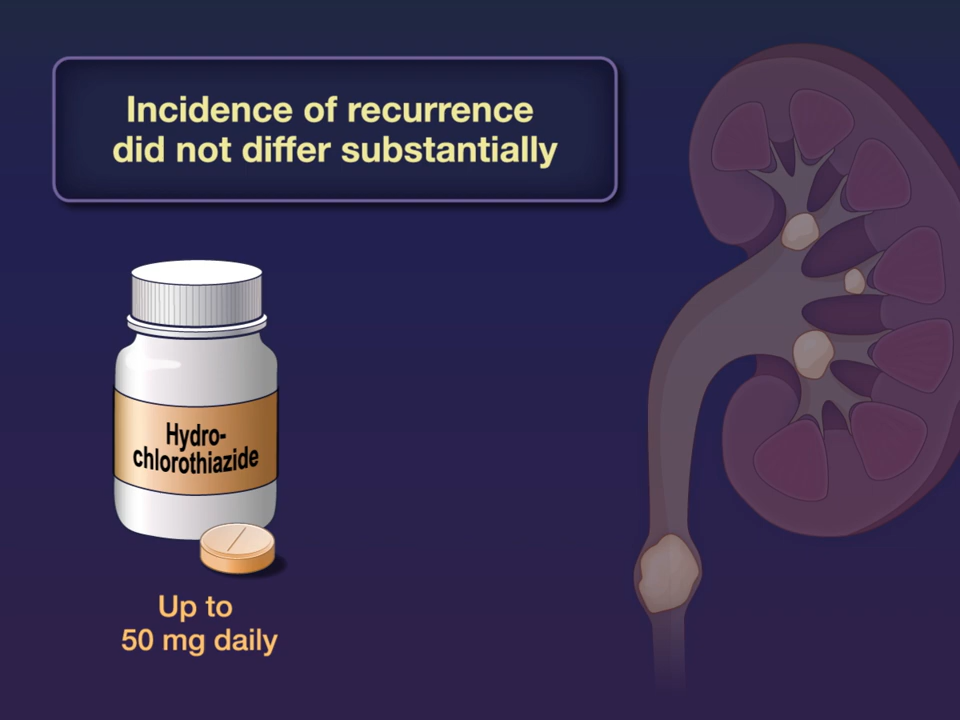 Incidence of recurrence
did not differ substantially
Hydro-
chlorothiazide
Up to
50 mg daily